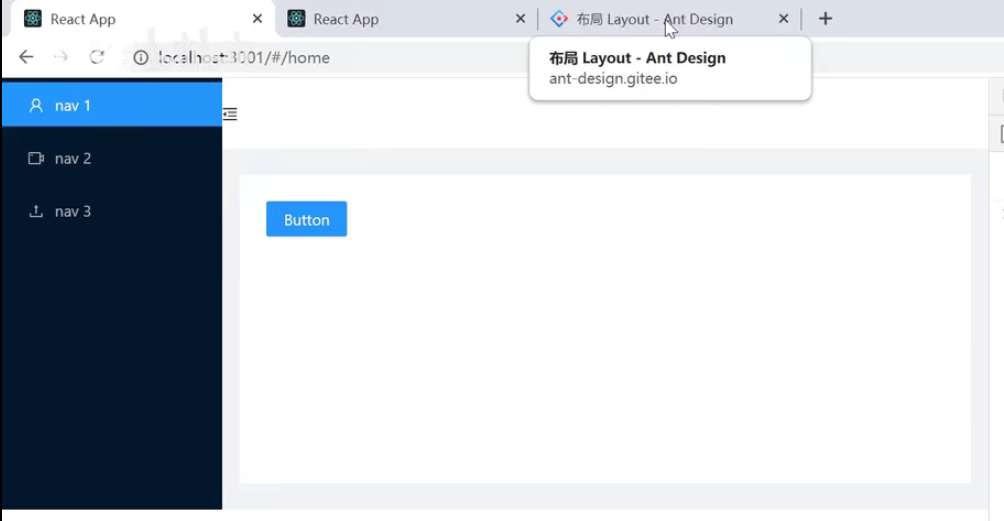 React App
React App
布局 Layout - Ant Design
localhost:3001/#/home
布局 Layout - Ant Design
ant-design.gitee.io
nav 1
nav 2
nav 3
Button